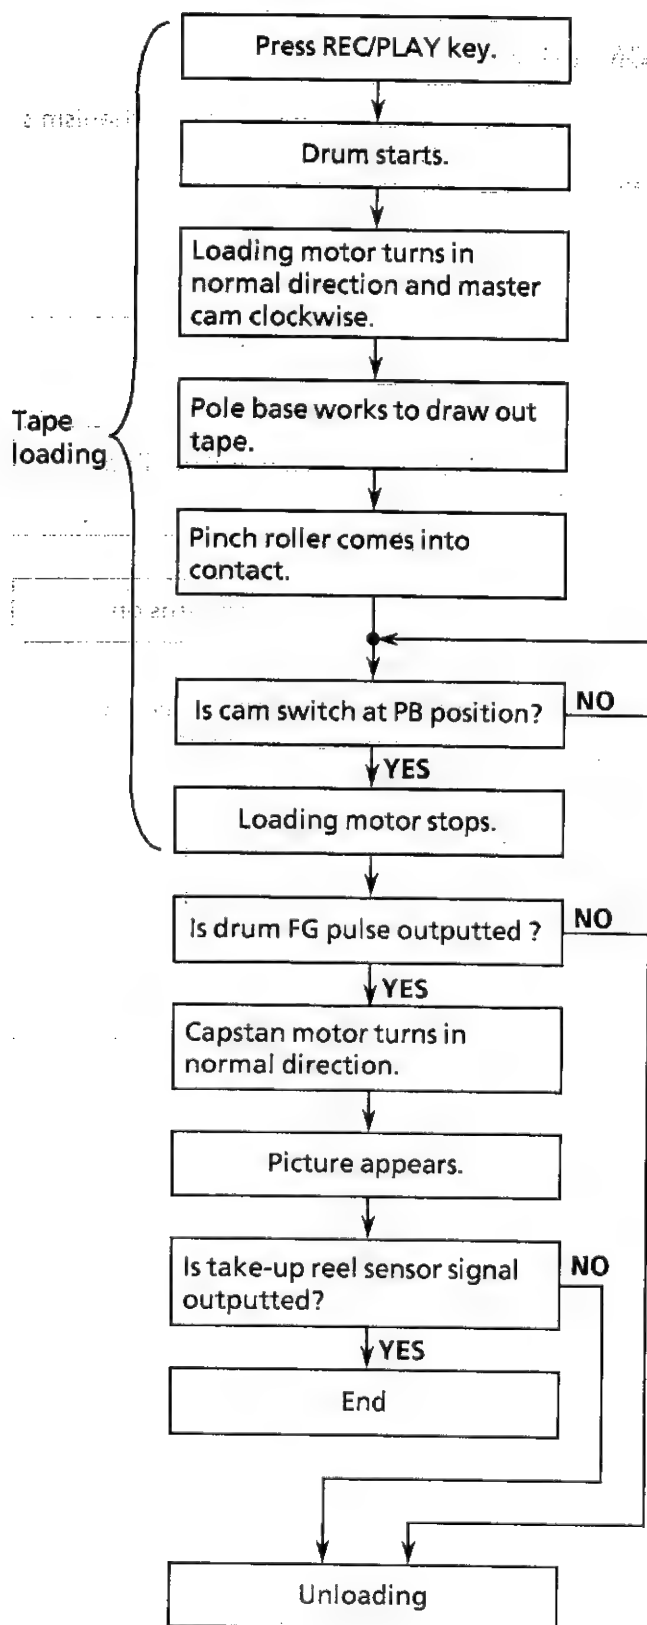 Press REC/PLAY key.
Drum starts.
Loading motor turns in
normal direction and master
cam clockwise.
Tape
loading
Pole base works to draw out
tape.
Pinch roller comes into
contact.
Is cam switch at PB position?
NO
YES
Loading motor stops.
Is drum FG pulse outputted ?
NO
YES
Capstan motor turns in
normal direction.
Picture appears.
Is take-up reel sensor signal
outputted?
NO
YES
End
Unloading